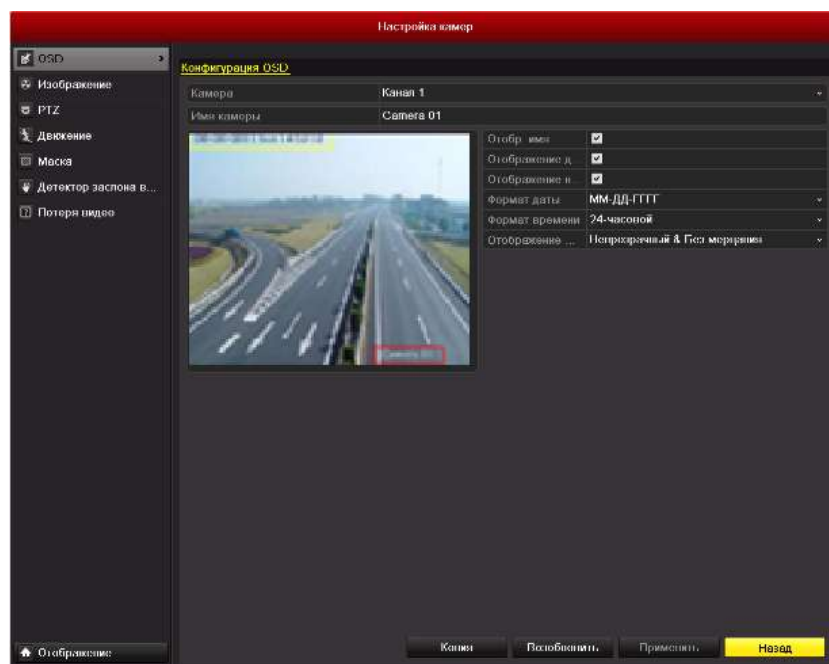 Настройка камер
OSD
Изображение
PTZ
Движение
Маска
Детектор заслона в...
Потеря видео
Отображение
Конфигурация OSD
Камера Канал 1
Имя камеры Camera 01
Camera 01
Отобр. имя
Отображение д
Отображение н
Формат даты ММ-ДД-ГГГГ
Формат времени 24-часовой
Отображение ... Непрозрачный & Без мерцания
Копия Возобновить Применить Назад